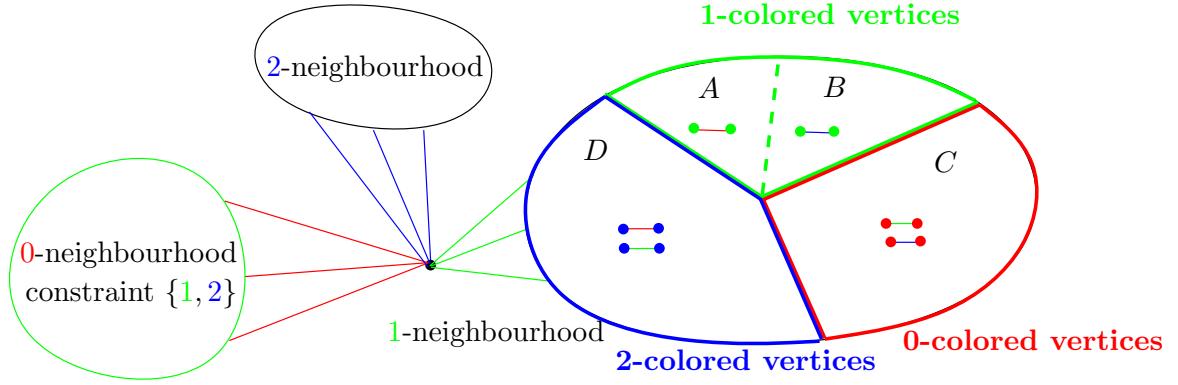 1-colored vertices
2-neighbourhood
A
B
D
C
0-neighbourhood
constraint {1, 2}
1-neighbourhood
0-colored vertices
2-colored vertices